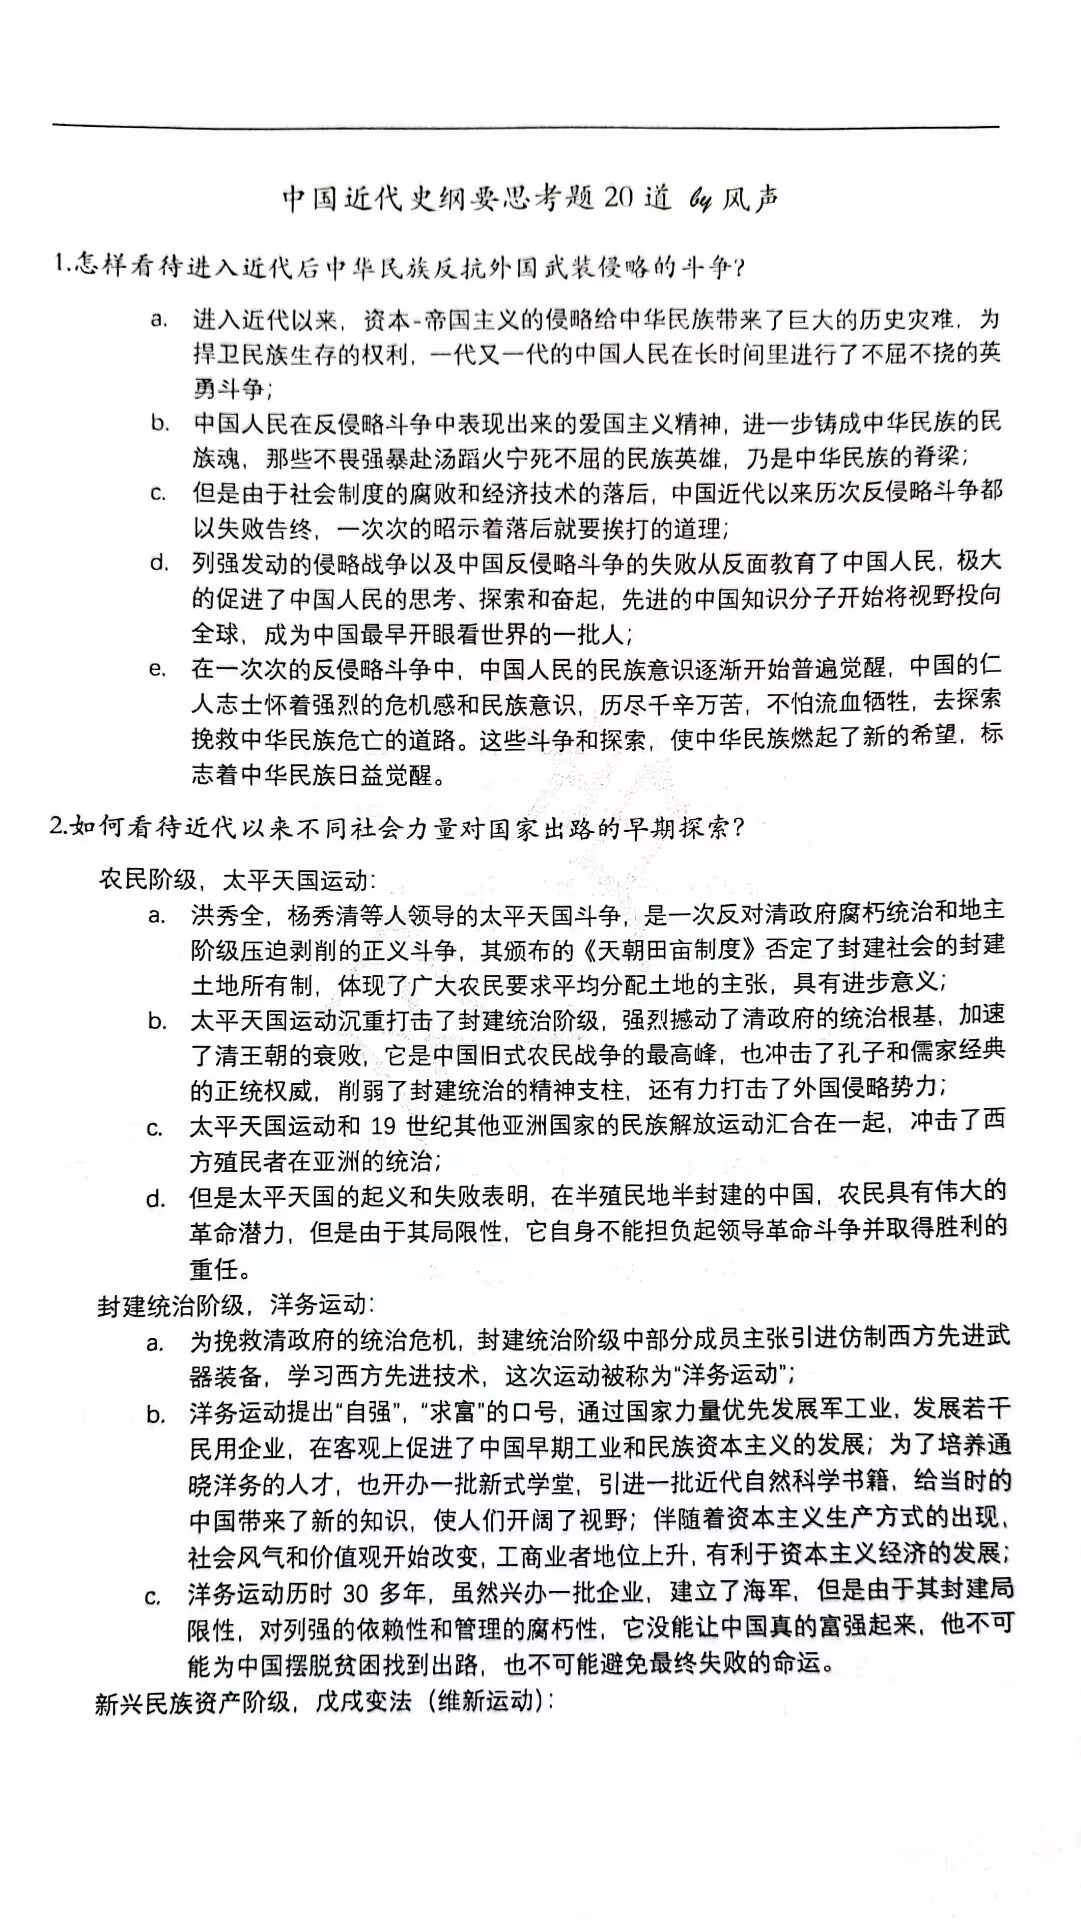 中国近代史纲要思考题20道 by风声
1.怎样看待进入近代后中华民族反抗外国武装侵略的斗争?
a. 进入近代以来，资本-帝国主义的侵略给中华民族带来了巨大的历史灾难，为
捍卫民族生存的权利，一代又一代的中国人民在长时间里进行了不屈不挠的英
勇斗争；
b. 中国人民在反侵略斗争中表现出来的爱国主义精神，进一步铸成中华民族的民
族魂，那些不畏强暴赴汤蹈火宁死不屈的民族英雄，乃是中华民族的脊梁；
c. 但是由于社会制度的腐败和经济技术的落后，中国近代以来历次反侵略斗争都
以失败告终，一次次的昭示着落后就要挨打的道理；
d. 列强发动的侵略战争以及中国反侵略斗争的失败从反面教育了中国人民，极大
的促进了中国人民的思考、探索和奋起，先进的中国知识分子开始将视野投向
全球，成为中国最早开眼看世界的一批人；
e. 在一次次的反侵略斗争中，中国人民的民族意识逐渐开始普遍觉醒，中国的仁
人志士怀着强烈的危机感和民族意识，历尽千辛万苦，不怕流血牺牲，去探索
挽救中华民族危亡的道路。这些斗争和探索，使中华民族燃起了新的希望，标
志着中华民族日益觉醒。
2.如何看待近代以来不同社会力量对国家出路的早期探索?
农民阶级，太平天国运动：
a. 洪秀全，杨秀清等人领导的太平天国斗争，是一次反对清政府腐朽统治和地主
阶级压迫剥削的正义斗争，其颁布的《天朝田亩制度》否定了封建社会的封建
土地所有制，体现了广大农民要求平均分配土地的主张，具有进步意义；
b. 太平天国运动沉重打击了封建统治阶级，强烈撼动了清政府的统治根基，加速
了清王朝的衰败，它是中国旧式农民战争的最高峰，也冲击了孔子和儒家经典
的正统权威，削弱了封建统治的精神支柱，还有力打击了外国侵略势力；
c. 太平天国运动和 19 世纪其他亚洲国家的民族解放运动汇合在一起，冲击了西
方殖民者在亚洲的统治；
d. 但是太平天国的起义和失败表明，在半殖民地半封建的中国，农民具有伟大的
革命潜力，但是由于其局限性，它自身不能担负起领导革命斗争并取得胜利的
重任。
封建统治阶级，洋务运动：
a. 为挽救清政府的统治危机，封建统治阶级中部分成员主张引进仿制西方先进武
器装备，学习西方先进技术，这次运动被称为“洋务运动”；
b. 洋务运动提出“自强”，“求富”的口号，通过国家力量优先发展军工业，发展若干
民用企业，在客观上促进了中国早期工业和民族资本主义的发展；为了培养通
晓洋务的人才，也开办一批新式学堂，引进一批近代自然科学书籍，给当时的
中国带来了新的知识，使人们开阔了视野；伴随着资本主义生产方式的出现，
社会风气和价值观开始改变，工商业者地位上升，有利于资本主义经济的发展；
c. 洋务运动历时 30 多年，虽然兴办一批企业，建立了海军，但是由于其封建局
限性，对列强的依赖性和管理的腐朽性，它没能让中国真的富强起来，他不可
能为中国摆脱贫困找到出路，也不可能避免最终失败的命运。
新兴民族资产阶级，戊戌变法（维新运动）：